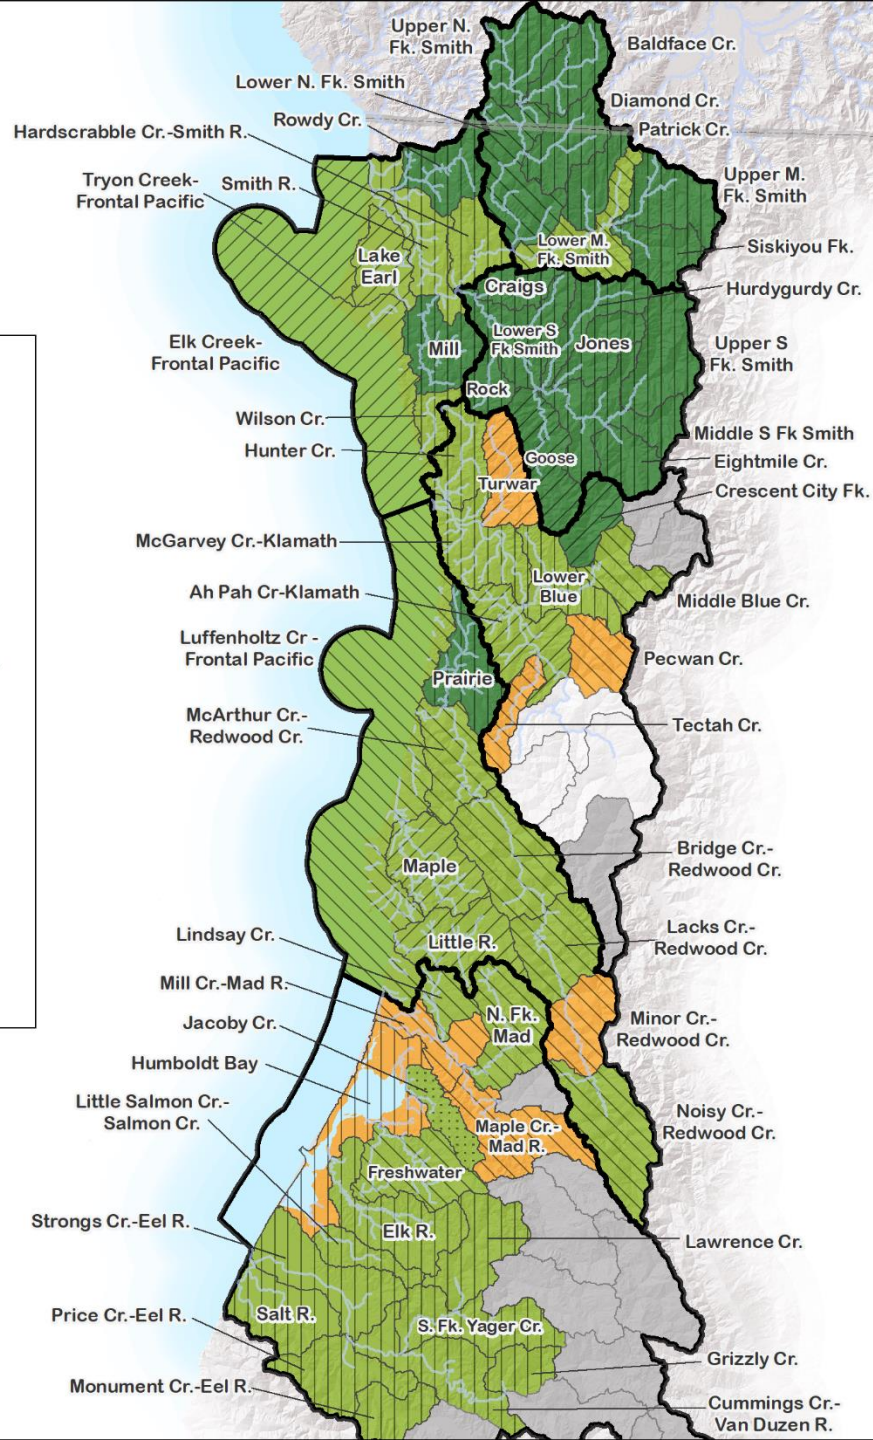 Upper N.
Fk. Smith
Baldface Cr.
Lower N. Fk. Smith
Diamond Cr.
Rowdy Cr.
Patrick Cr.
Hardscrabble Cr.-Smith R.
Tryon Creek-
Frontal Pacific
Smith R.
Upper M.
Fk. Smith
Lower M.
Fk. Smith
Siskiyou Fk.
Lake
Earl
Craigs
Hurdygurdy Cr.
Elk Creek-
Frontal Pacific
Mill
Lower S
Fk Smith
Jones
Upper S
Fk. Smith
Rock
Wilson Cr.
Middle S Fk Smith
Hunter Cr.
Goose
Eightmile Cr.
Turwar
Crescent City Fk.
McGarvey Cr.-Klamath
Lower
Blue
Ah Pah Cr-Klamath
Middle Blue Cr.
Luffenholtz Cr -
Frontal Pacific
Pecwan Cr.
Prairie
McArthur Cr.-
Redwood Cr.
Tectah Cr.
Maple
Bridge Cr.-
Redwood Cr.
Lindsay Cr.
Little R.
Lacks Cr.-
Redwood Cr.
Mill Cr.-Mad R.
N. Fk.
Mad
Jacoby Cr.
Minor Cr.-
Redwood Cr.
Humboldt Bay
Little Salmon Cr.-
Salmon Cr.
Maple Cr.-
Mad R.
Noisy Cr.-
Redwood Cr.
Freshwater
Strongs Cr.-Eel R.
Elk R.
Lawrence Cr.
Price Cr.-Eel R.
Salt R.
S. Fk. Yager Cr.
Grizzly Cr.
Monument Cr.-Eel R.
Cummings Cr.-
Van Duzen R.